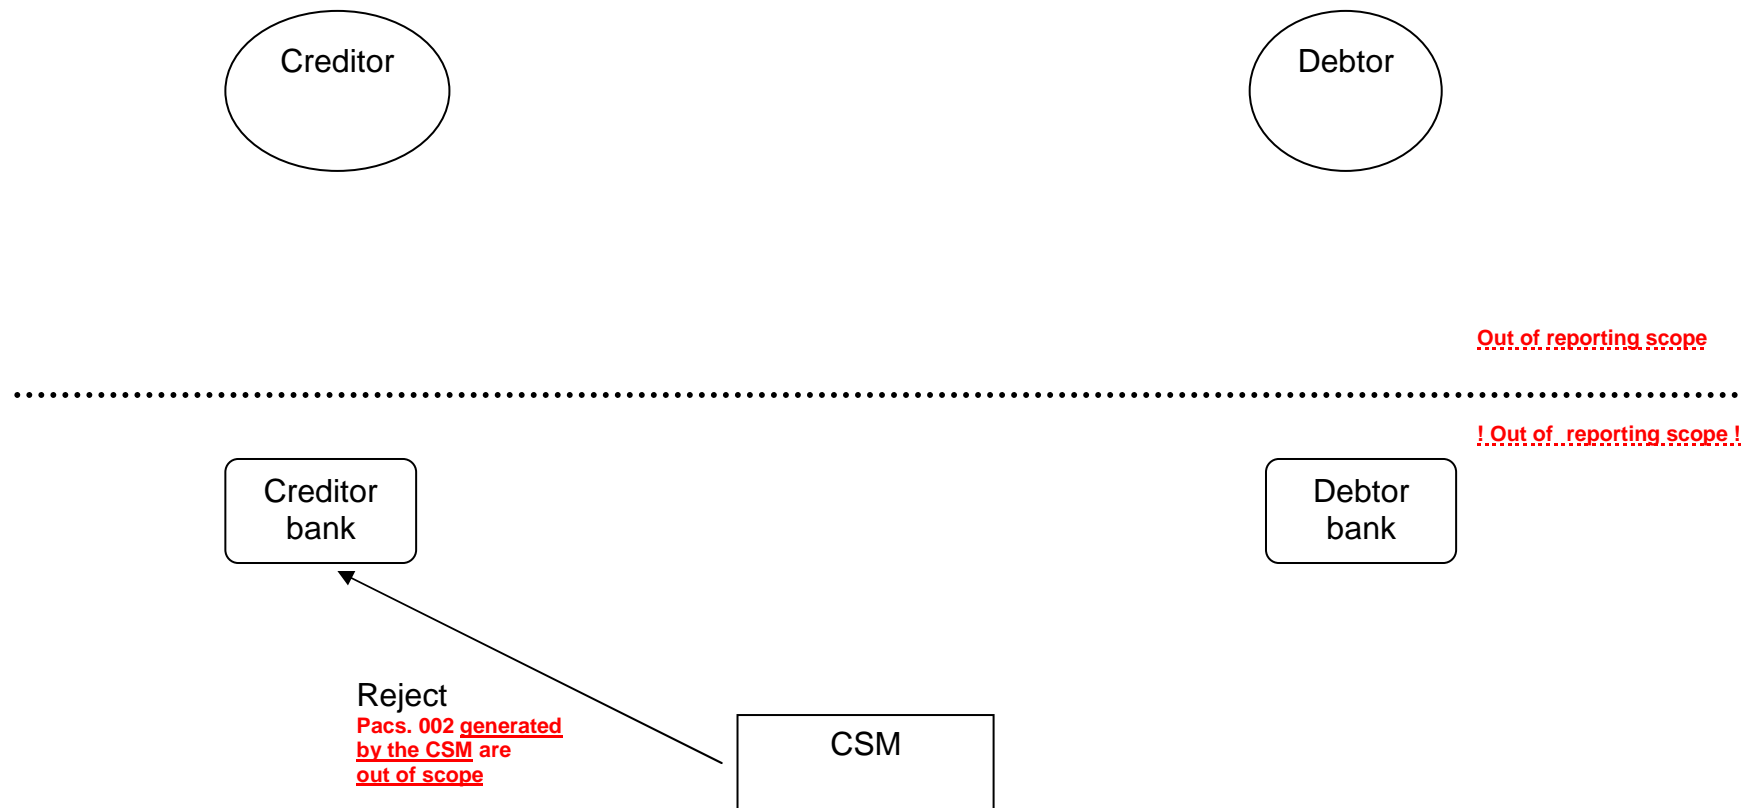 Creditor
Debtor
Out of reporting scope
! Out of reporting scope !
Creditor
bank
Debtor
bank
Reject
Pacs. 002 generated
by the CSM are
out of scope
CSM